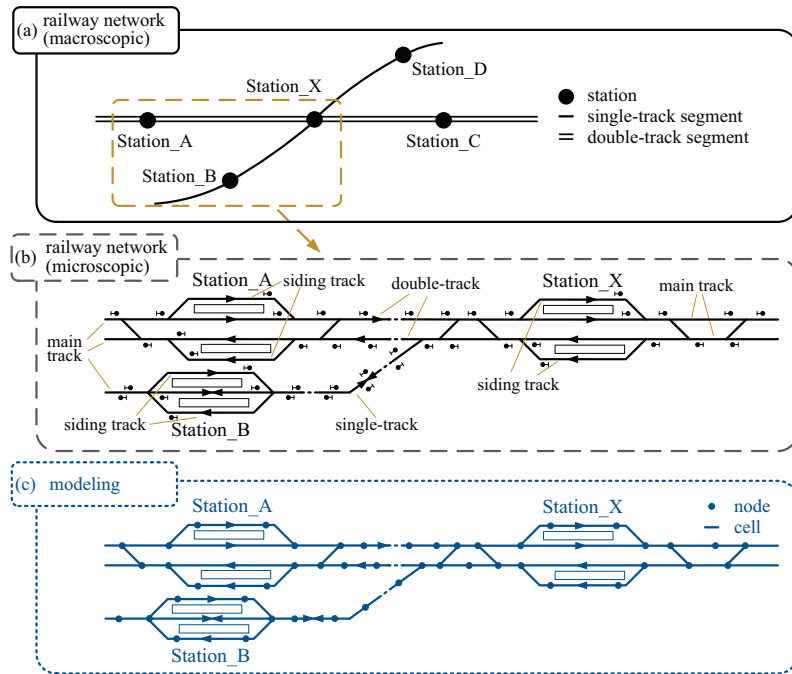 (a) railway network
(macroscopic)
Station_D
Station_X
station
Station_A
Station_C
single-track segment
double-track segment
Station_B
(b) railway network
(microscopic)
Station_A
siding track
double-track
Station_X
main track
main
track
siding track
siding track
single-track
Station_B
(c) modeling
Station_A
Station_X
node
cell
Station_B